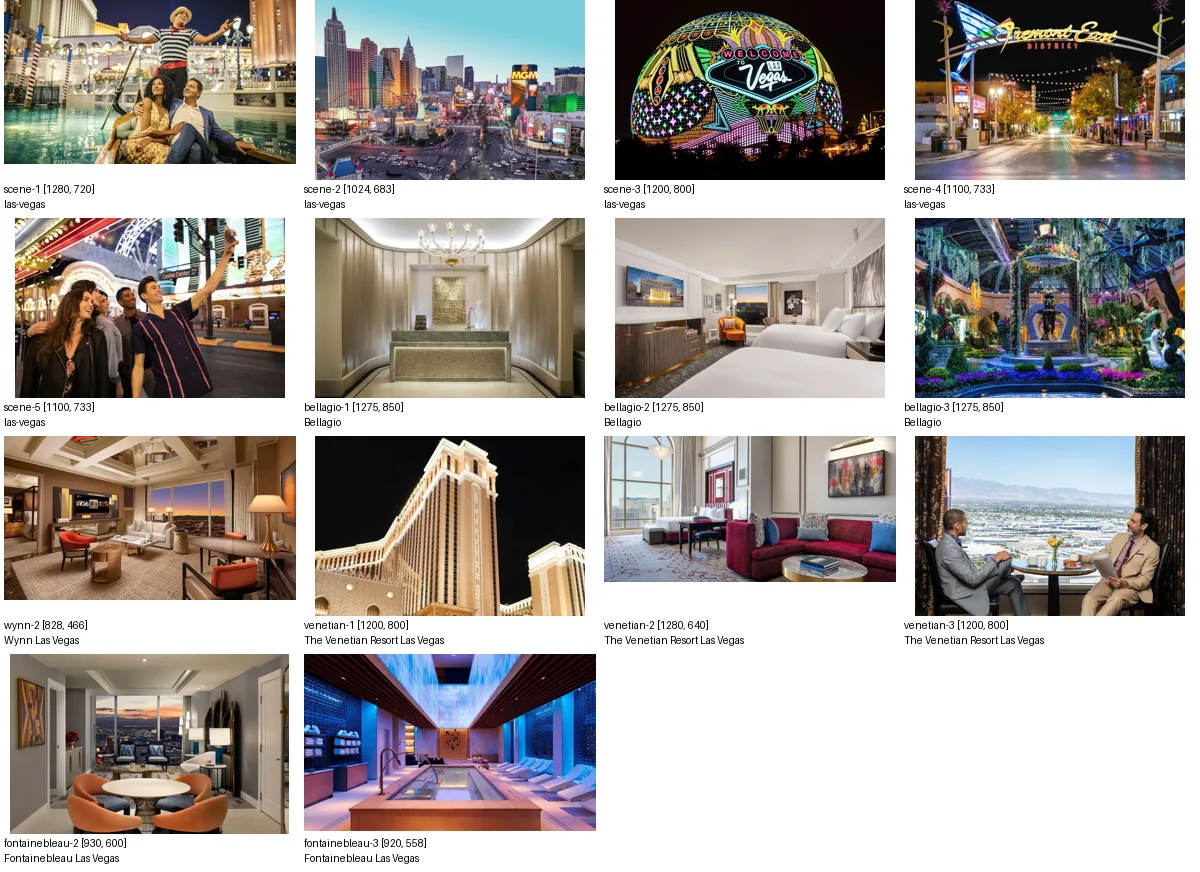 MGM
WELCOME
TO
LAS
Vegas
Fremont East
DISTRICT
scene-1 [1280, 720]
las-vegas
scene-2 [1024, 683]
las-vegas
scene-3 [1200, 800]
las-vegas
scene-4 [1100, 733]
las-vegas
Casino Center
scene-5 [1100, 733]
las-vegas
bellagio-1 [1275, 850]
Bellagio
bellagio-2 [1275, 850]
Bellagio
bellagio-3 [1275, 850]
Bellagio
VENETIAN
wynn-2 [828, 466]
Wynn Las Vegas
venetian-1 [1200, 800]
The Venetian Resort Las Vegas
venetian-2 [1280, 640]
The Venetian Resort Las Vegas
venetian-3 [1200, 800]
The Venetian Resort Las Vegas
fontainebleau-2 [930, 600]
Fontainebleau Las Vegas
fontainebleau-3 [920, 558]
Fontainebleau Las Vegas